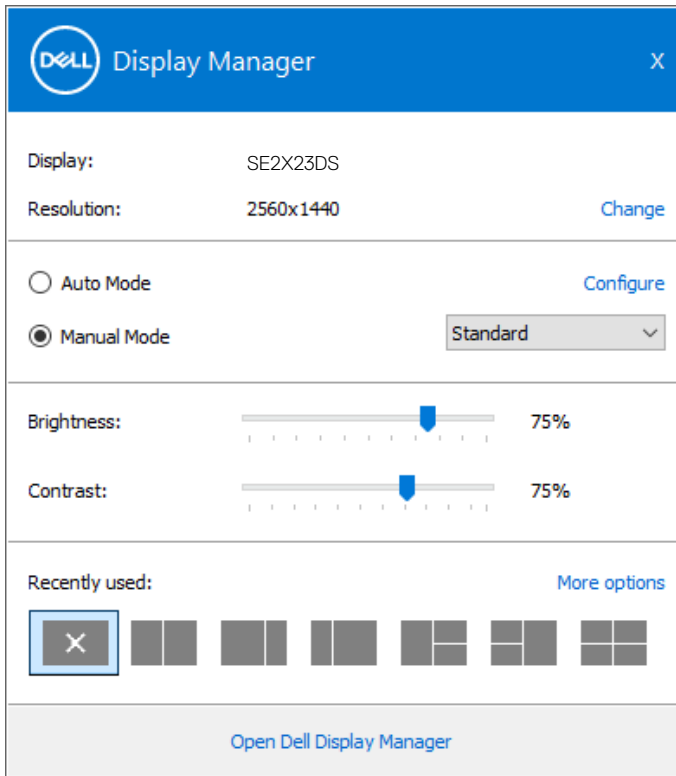 DELL Display Manager X
Display: SE2X23DS
Resolution: 2560x1440 Change
Auto Mode Configure
Manual Mode Standard
Brightness: 75%
Contrast: 75%
Recently used: More options
Open Dell Display Manager